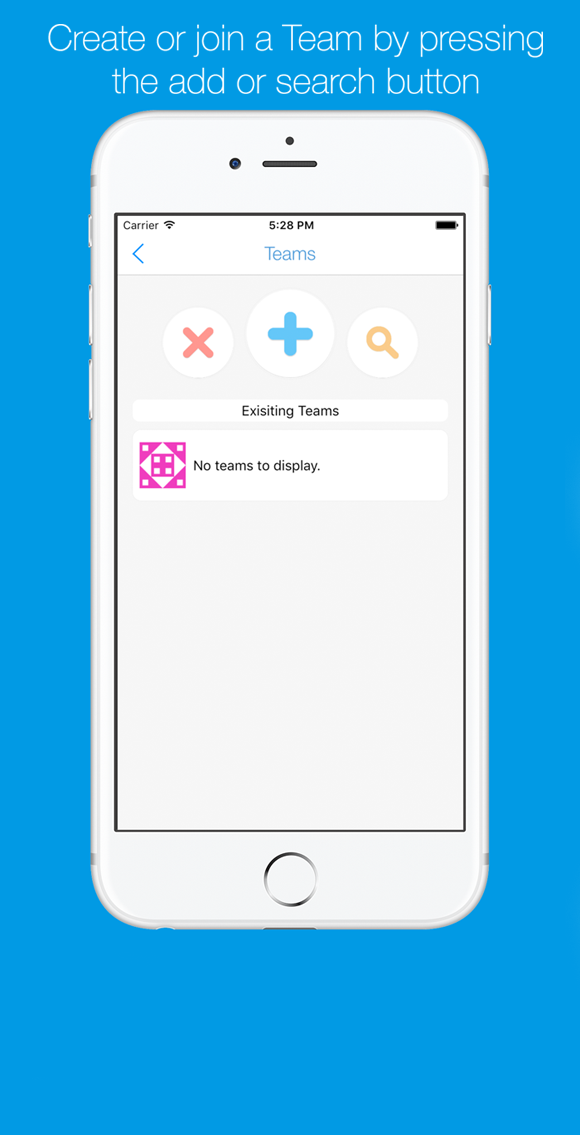 Create or join a Team by pressing
the add or search button
Carrier 5:28 PM
Teams
Exisiting Teams
No teams to display.